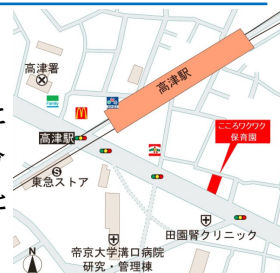 高津署
高津駅
FamilyMart
高津駅
こころワクワク
保育園
東急ストア
田園腎クリニック
帝京大学溝口病院
研究・管理棟
N